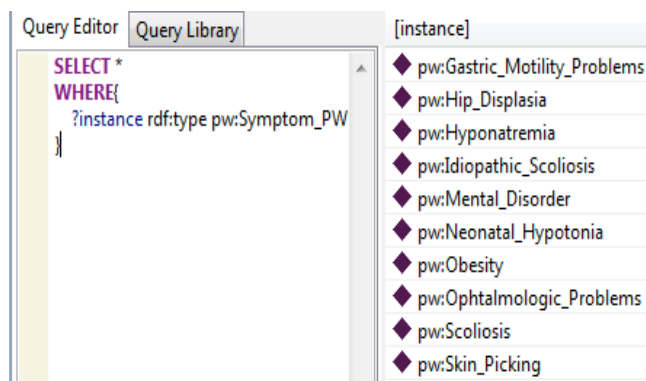 Query Editor
Query Library
SELECT *
WHERE{
?instance rdf:type pw:Symptom_PW
}
[instance]
pw:Gastric_Motility_Problems
pw:Hip_Displasia
pw:Hyponatremia
pw:Idiopathic_Scoliosis
pw:Mental_Disorder
pw:Neonatal_Hypotonia
pw:Obesity
pw:Ophtalmologic_Problems
pw:Scoliosis
pw:Skin_Picking